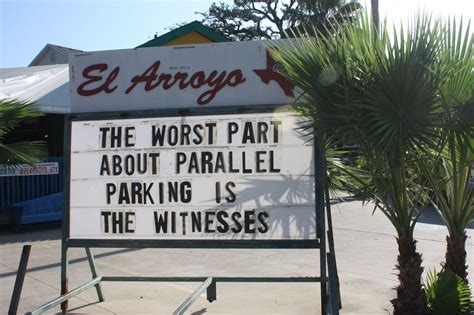 El Arroyo
THE WORST PART
ABOUT PARALLEL
PARKING IS
THE WITNESSES